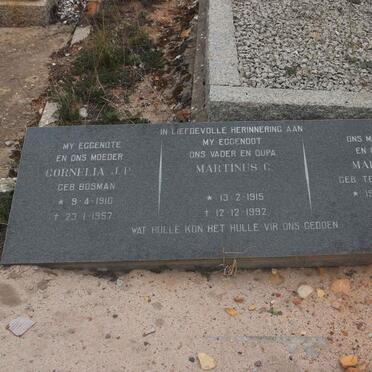 IN LIEFDEVOLLE HERINNERING AAN
MY EGGENOTE
EN ONS MOEDER
CORNELIA J.P.
GEB BOSMAN
* 9-4-1910
† 23-1-1957
MY EGGENOOT
ONS VADER EN OUPA
MARTINUS C.
* 13-2-1915
† 12-12-1992
ONS M
EN
MA
GEB TE
* 1
WAT HULLE KON HET HULLE VIR ONS GEDOEN